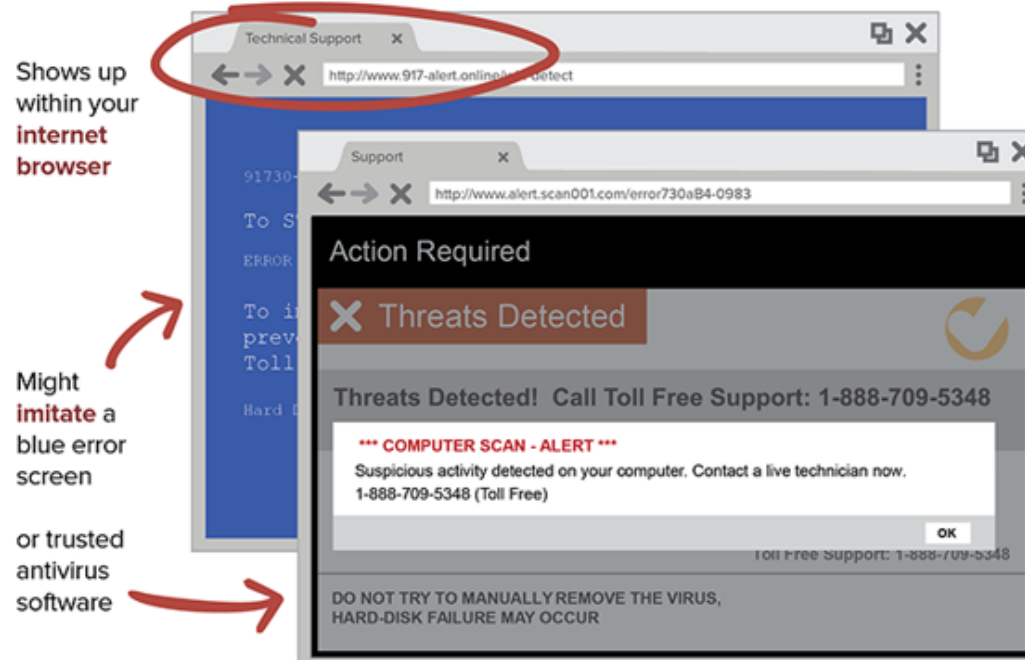 Technical Support
http://www.917-alert.online/
detect
Shows up
within your
internet
browser
Support
http://www.alert.scan001.com/error730aB4-0983
91730-
To S
ERROR
To i
prev
Toll
Hard
Action Required
Threats Detected
Threats Detected! Call Toll Free Support: 1-888-709-5348
*** COMPUTER SCAN - ALERT ***
Suspicious activity detected on your computer. Contact a live technician now.
1-888-709-5348 (Toll Free)
OK
Toll Free Support: 1-888-709-5348
DO NOT TRY TO MANUALLY REMOVE THE VIRUS,
HARD-DISK FAILURE MAY OCCUR
Might
imitate a
blue error
screen
or trusted
antivirus
software